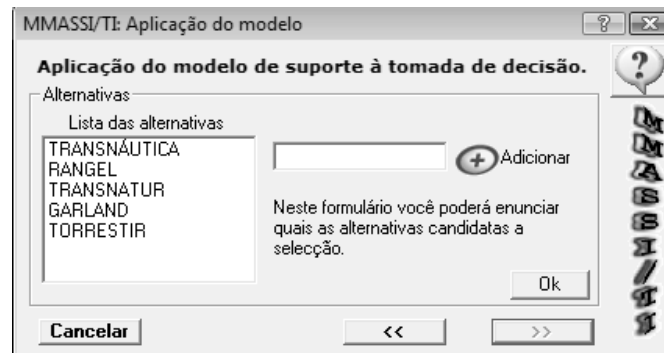 MMASSI/TI: Aplicação do modelo
Aplicação do modelo de suporte à tomada de decisão.
Alternativas
Lista das alternativas
TRANSNÁUTICA
RANGEL
TRANSNATUR
GARLAND
TORRESTIR
Adicionar
Neste formulário você poderá enunciar
quais as alternativas candidatas a
selecção.
Ok
Cancelar
<<
>>
MMASSI/TI